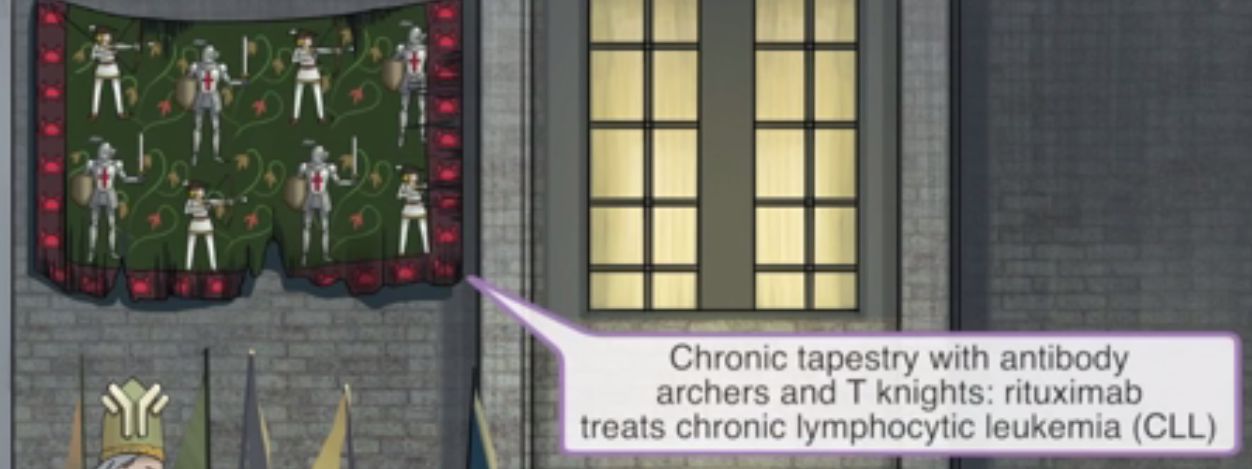 Chronic tapestry with antibody
archers and T knights: rituximab
treats chronic lymphocytic leukemia (CLL)